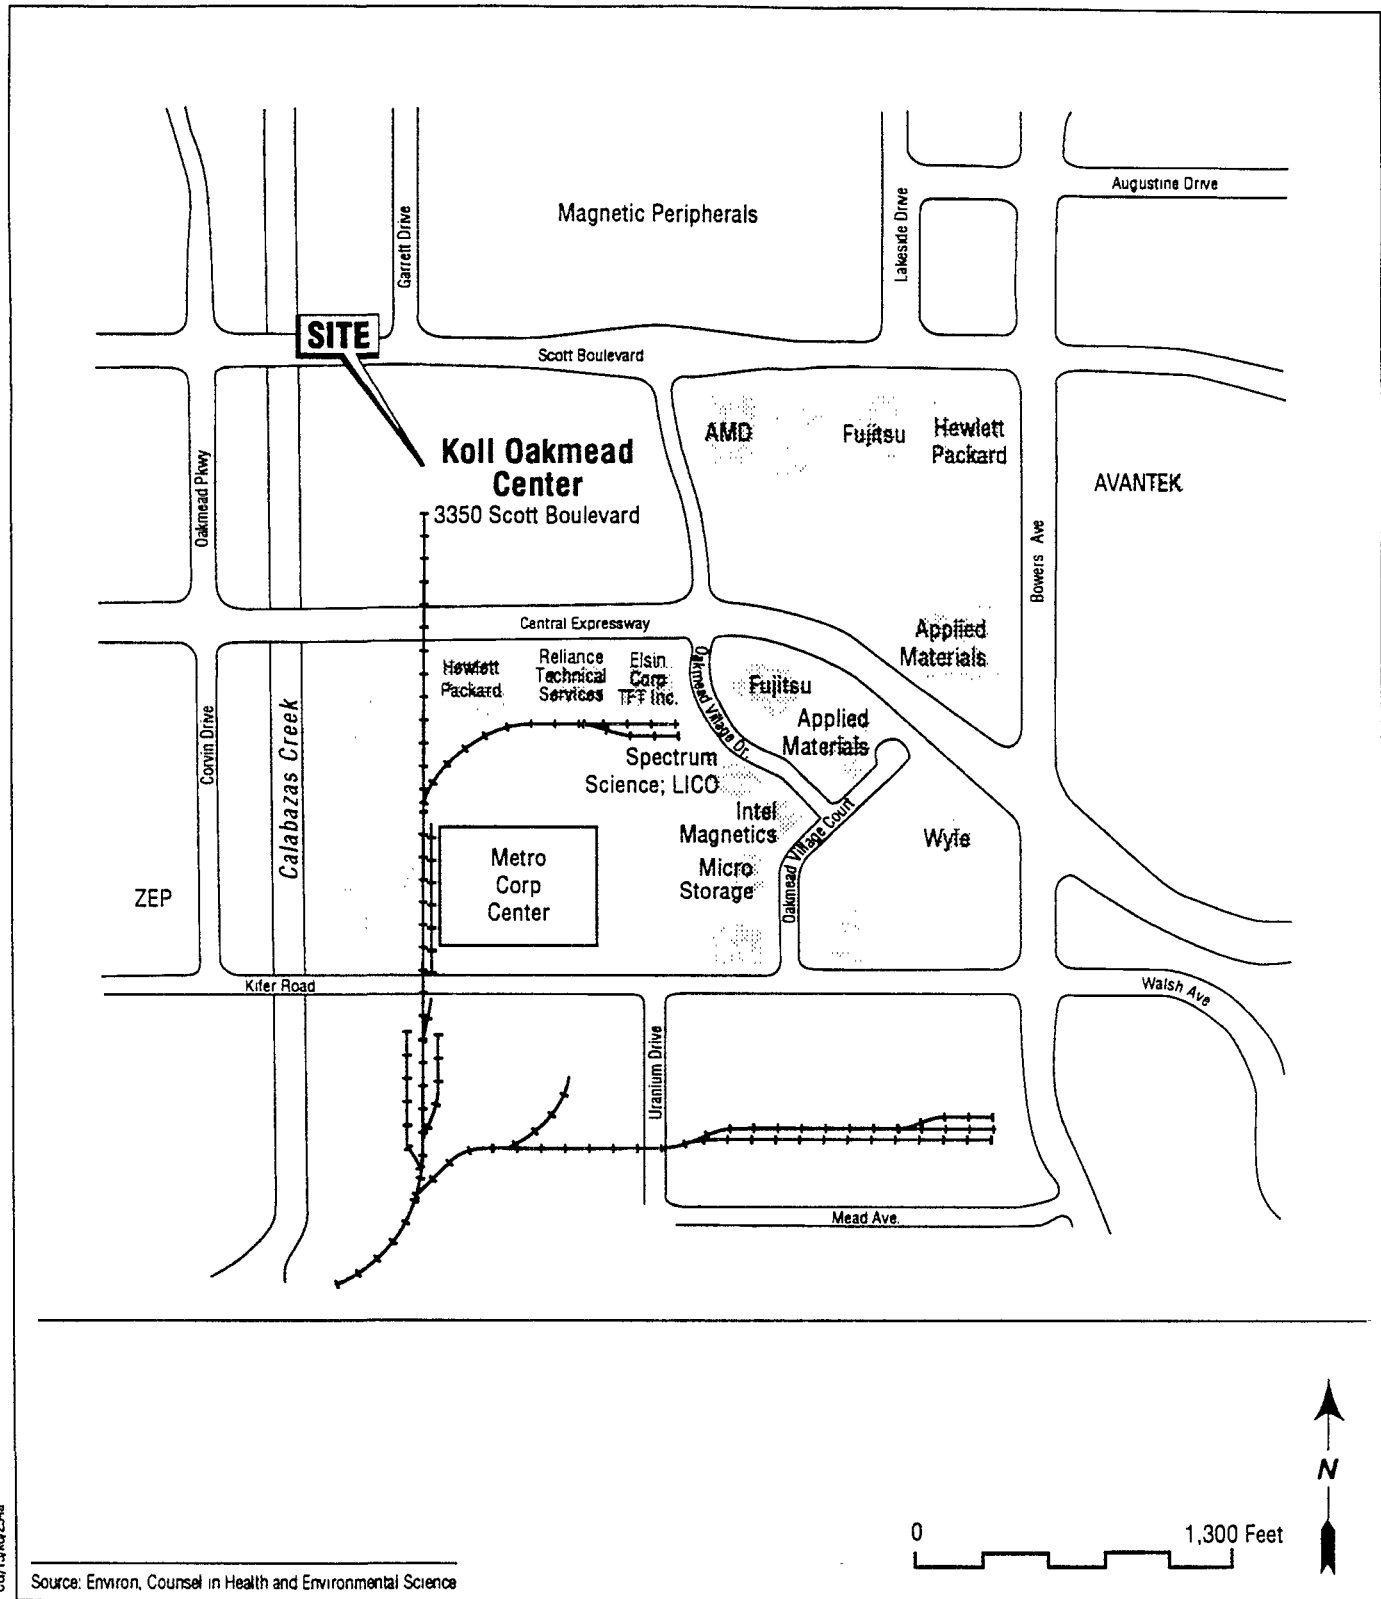 Augustine Drive
Magnetic Peripherals
Garrett Drive
Lakeside Drive
SITE
Scott Boulevard
AMD
Fujitsu
Hewlett
Packard
Koll Oakmead
Center
3350 Scott Boulevard
AVANTEK
Oakmead Pkwy
Bowers Ave
Central Expressway
Applied
Materials
Hewlett
Packard
Reliance
Technical
Services
Elsin
Corp
TFT Inc.
Oakmead Village Dr.
Fujitsu
Applied
Materials
Corvin Drive
Calabazas Creek
Spectrum
Science; LICO
Intel
Magnetics
Oakmead Village Court
Wyle
Micro
Storage
Metro
Corp
Center
ZEP
Kifer Road
Walsh Ave
Uranium Drive
Mead Ave.
N
0
1,300 Feet
Source: Environ, Counsel in Health and Environmental Science